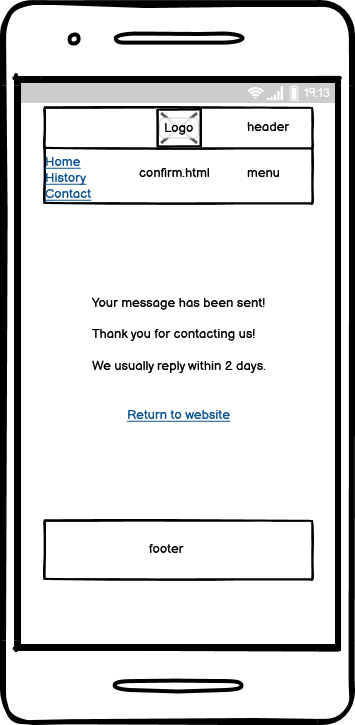 19:13
Logo
header
Home
History
Contact
confirm.html
menu
Your message has been sent!
Thank you for contacting us!
We usually reply within 2 days.
Return to website
footer